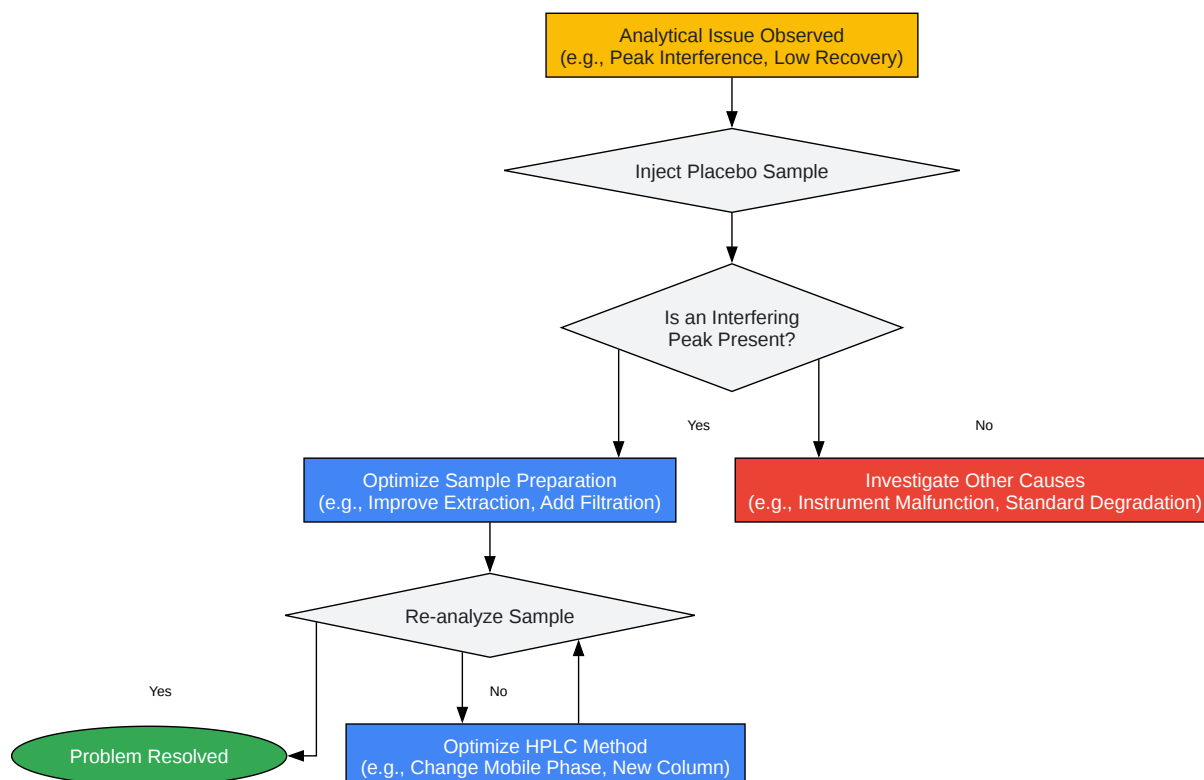 Analytical Issue Observed
(e.g., Peak Interference, Low Recovery)
Inject Placebo Sample
Is an Interfering
Peak Present?
Yes
No
Optimize Sample Preparation
(e.g., Improve Extraction, Add Filtration)
Investigate Other Causes
(e.g., Instrument Malfunction, Standard Degradation)
Re-analyze Sample
Yes
No
Problem Resolved
Optimize HPLC Method
(e.g., Change Mobile Phase, New Column)